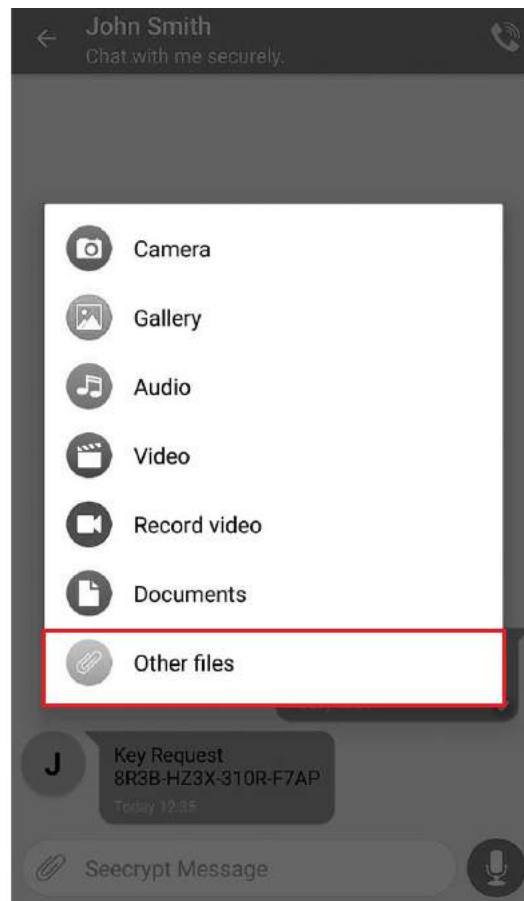 John Smith
Chat with me securely.
Camera
Gallery
Audio
Video
Record video
Documents
Other files
J
Key Request
8R3B-HZ3X-310R-F7AP
Today 12:35
Seecrypt Message